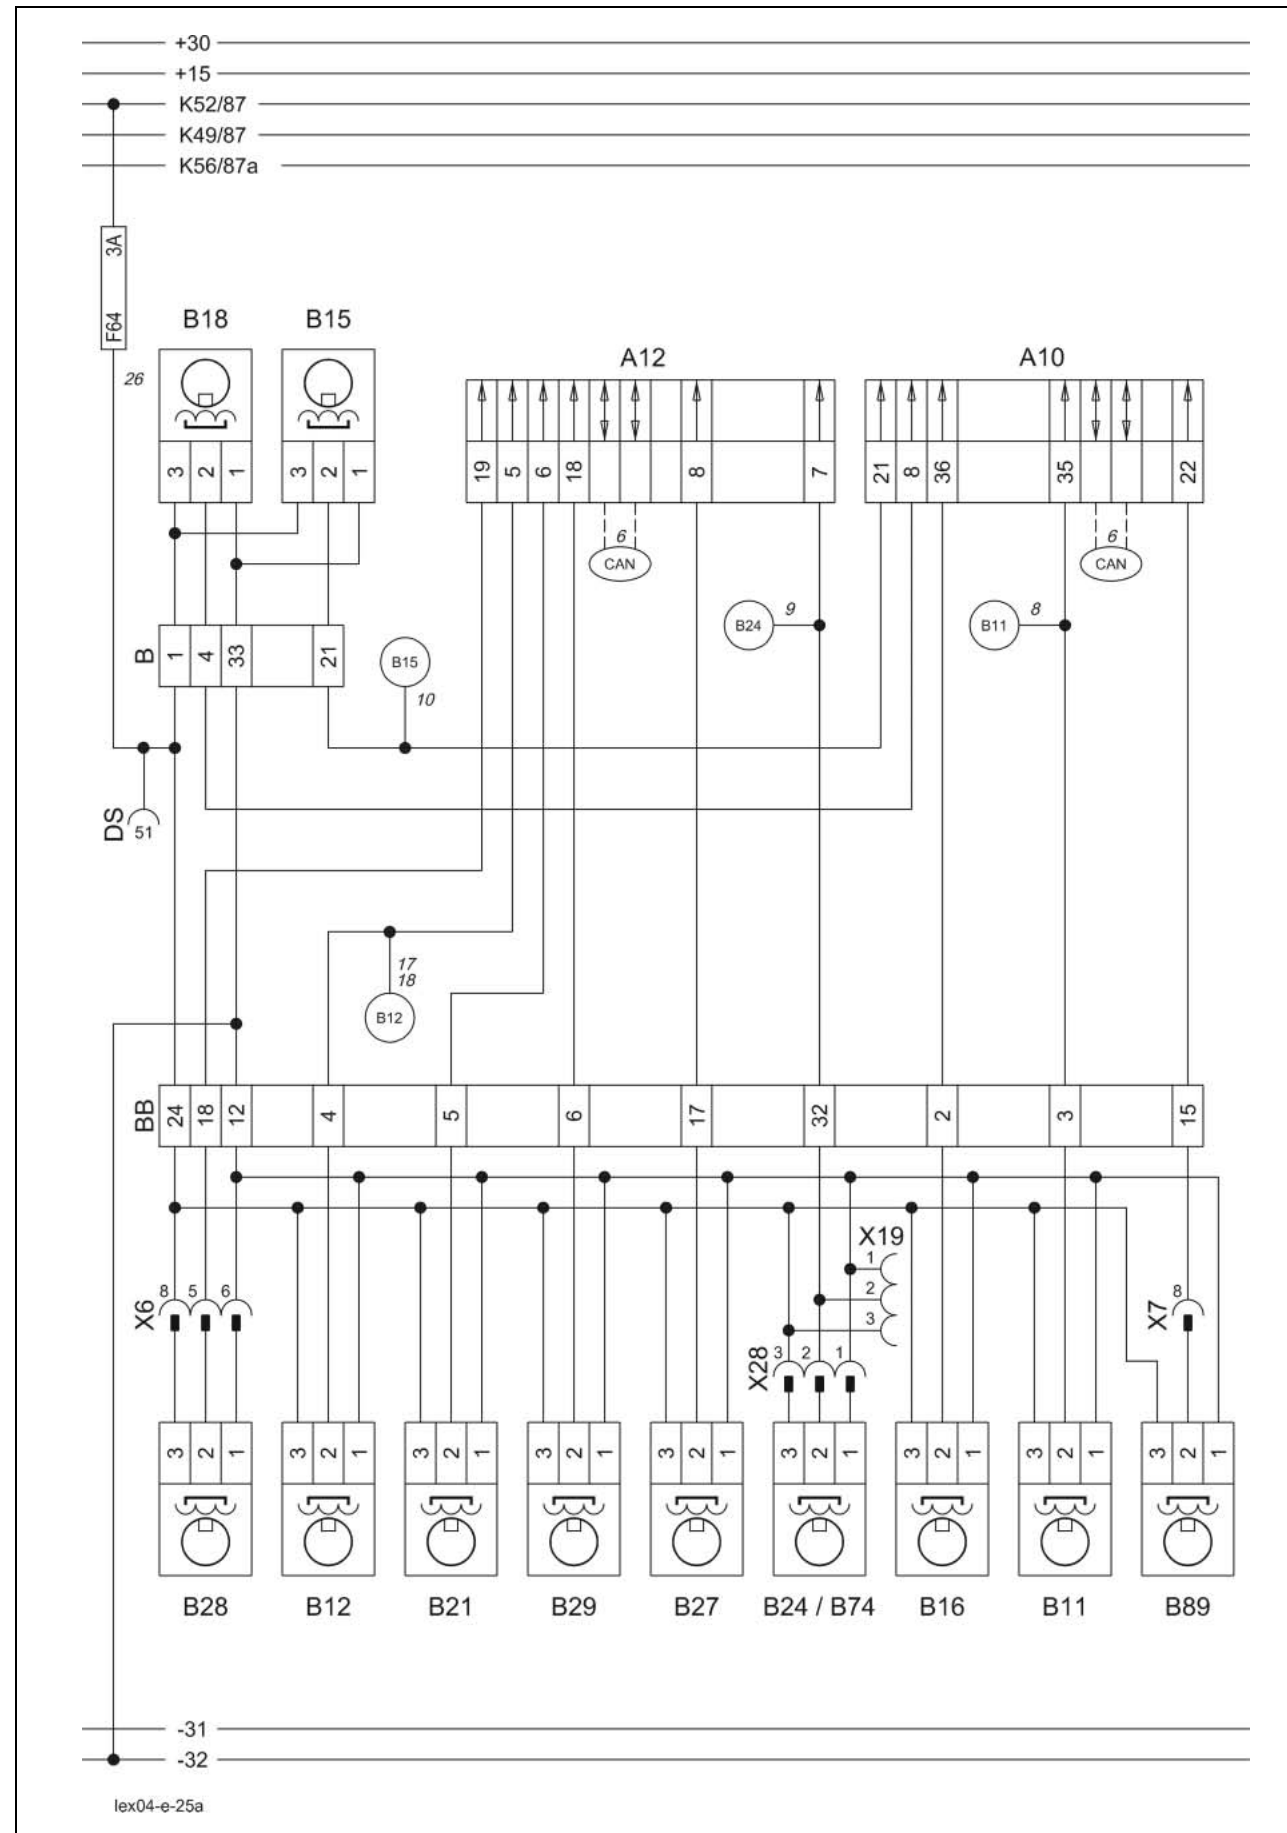 +30
+15
K52/87
K49/87
K56/87a
3A
F64
26
B18 B15
A12 A10
3 2 1 3 2 1
19 5 6 18 8 7 21 8 36 35 22
6 6
CAN CAN
B24 9 B11 8
B 1 4 33 21
B15
10
DS
51
17
18
B12
BB 24 18 12 4 5 6 17 32 2 3 15
X19
1
2
3
X6 8 5 6
X7 8
X28 3 2 1
3 2 1 3 2 1 3 2 1 3 2 1 3 2 1 3 2 1 3 2 1 3 2 1 3 2 1
B28 B12 B21 B29 B27 B24 / B74 B16 B11 B89
-31
-32
lex04-e-25a